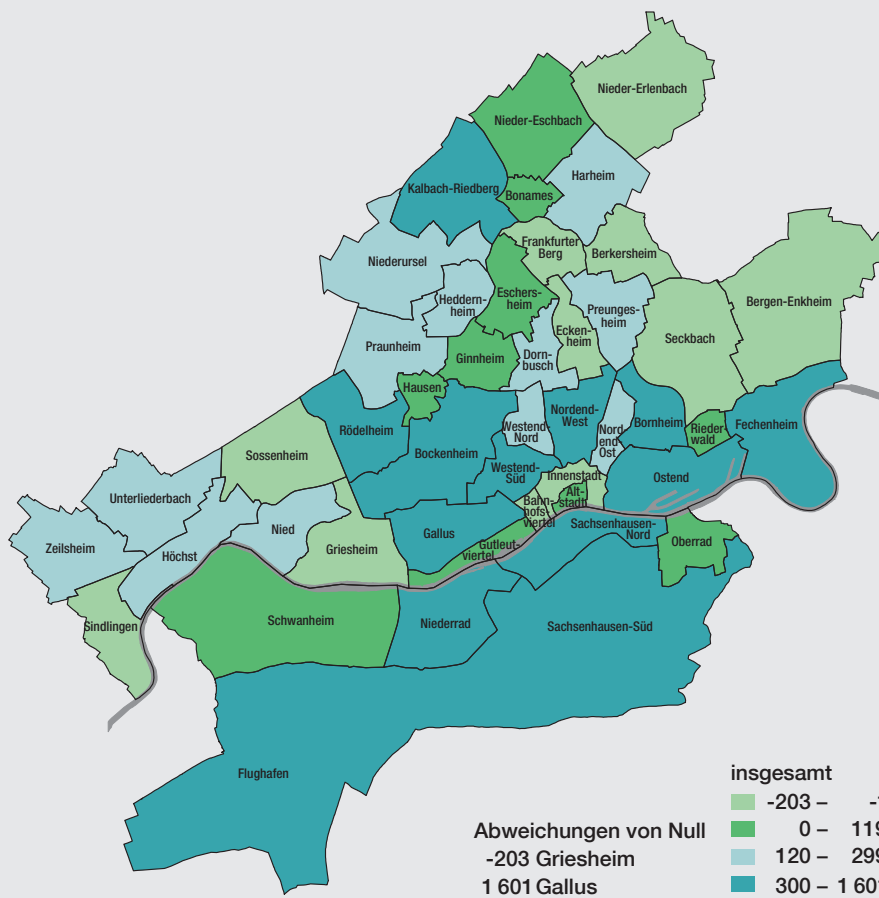 Nieder-Erlenbach
Nieder-Eschbach
Harheim
Kalbach-Riedberg
Bonames
Frankfurter
Berg
Berkersheim
Niederursel
Heddern-
heim
Eschers-
heim
Preunges-
heim
Bergen-Enkheim
Ecken-
heim
Seckbach
Praunheim
Ginnheim
Dorn-
busch
Hausen
Rödelheim
Nordend-
West
Bornheim
Fechenheim
Westend-
Nord
Nord-
end-
Ost
Rieder-
wald
Bockenheim
Sossenheim
Westend-
Süd
Innenstadt
Ostend
Unterliederbach
Alt-
stadt
Bahn-
hofs-
viertel
Gallus
Sachsenhausen-
Nord
Nied
Zeilsheim
Höchst
Griesheim
Gutleut-
viertel
Oberrad
Sindlingen
Schwanheim
Niederrad
Sachsenhausen-Süd
Flughafen
insgesamt
-203 –
0 – 119
120 – 299
300 – 1 601
Abweichungen von Null
-203 Griesheim
1 601 Gallus